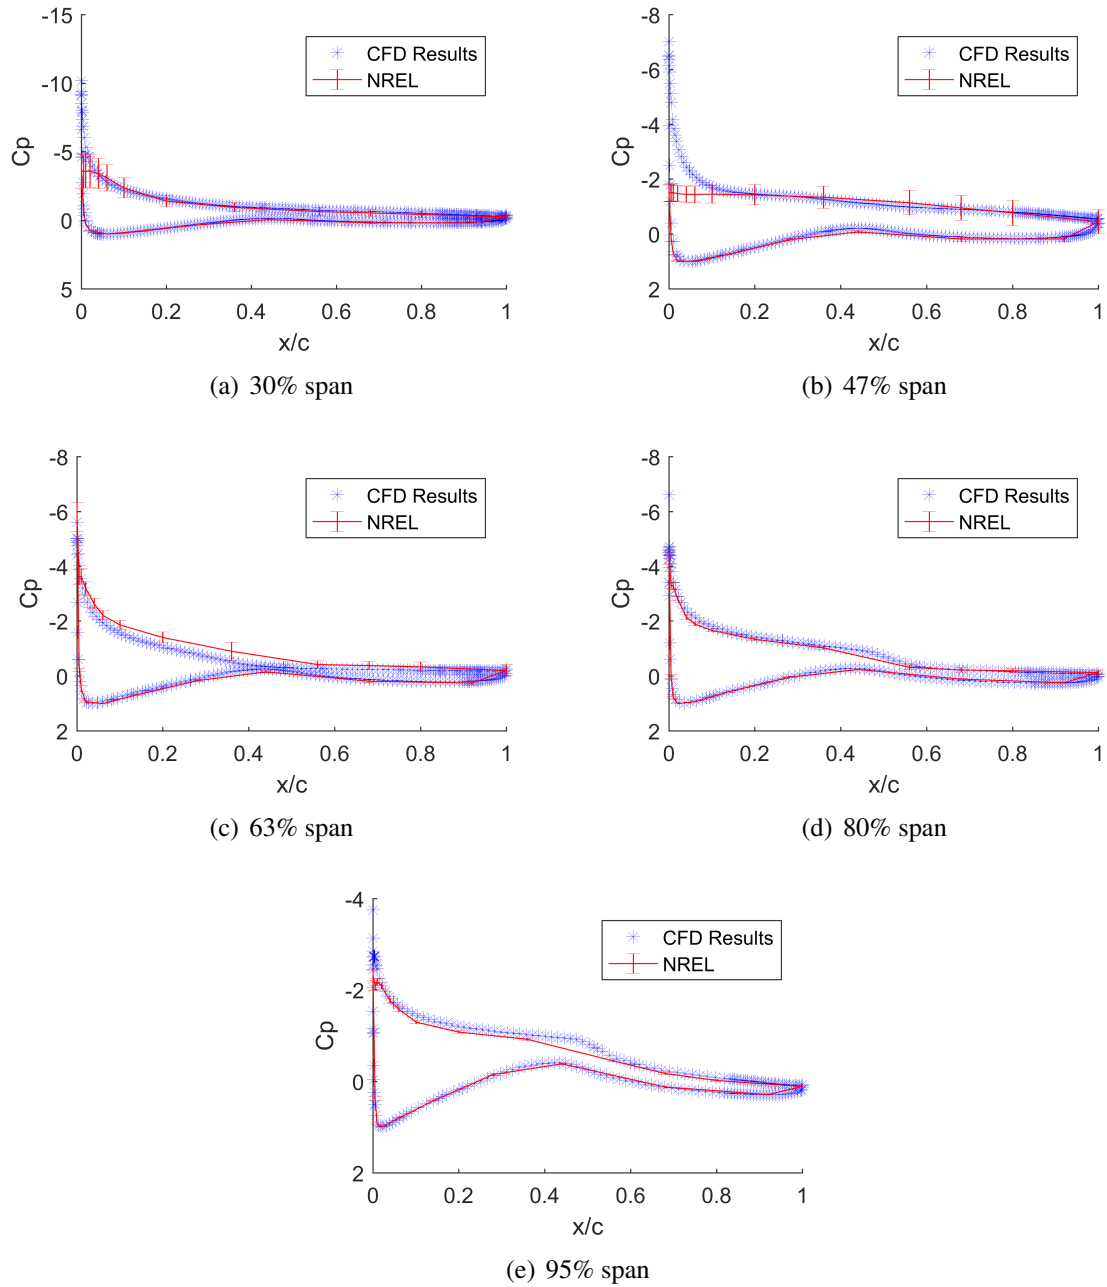 -15
-10
-5
0
5
Cp
CFD Results
NREL
0 0.2 0.4 0.6 0.8 1
x/c
(a) 30% span
-8
-6
-4
-2
0
2
Cp
CFD Results
NREL
0 0.2 0.4 0.6 0.8 1
x/c
(b) 47% span
-8
-6
-4
-2
0
2
Cp
CFD Results
NREL
0 0.2 0.4 0.6 0.8 1
x/c
(c) 63% span
-8
-6
-4
-2
0
2
Cp
CFD Results
NREL
0 0.2 0.4 0.6 0.8 1
x/c
(d) 80% span
-4
-2
0
2
Cp
CFD Results
NREL
0 0.2 0.4 0.6 0.8 1
x/c
(e) 95% span